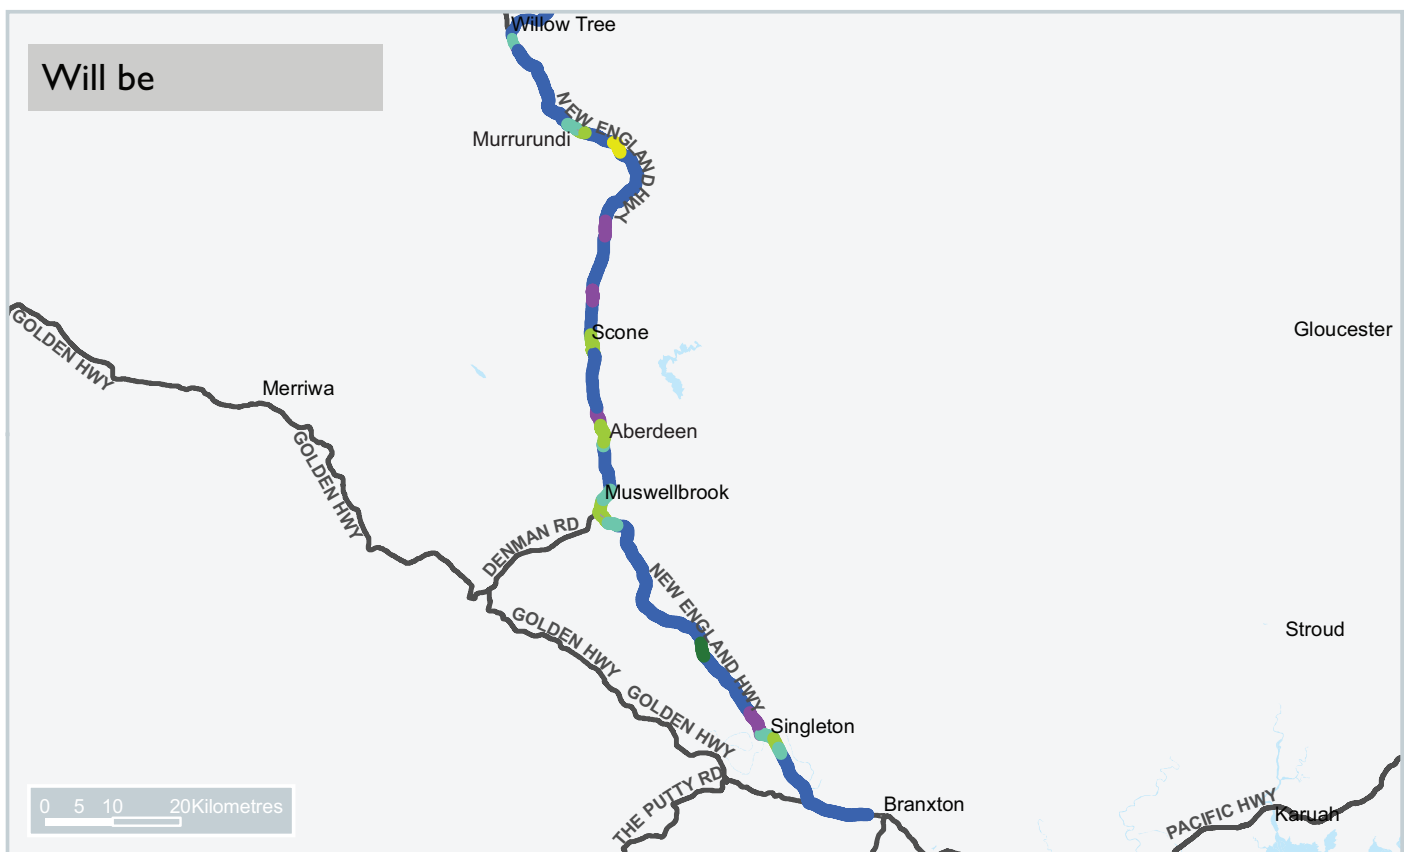 Willow Tree
Will be
NEW ENGLAND HWY
Murrurundi
Scone
Gloucester
GOLDEN HWY
Merriwa
Aberdeen
GOLDEN HWY
Muswellbrook
DENMAN RD
NEW ENGLAND HWY
GOLDEN HWY
Stroud
GOLDEN HWY
Singleton
THE PUTTY RD
Branxton
PACIFIC HWY
Karuah
0 5 10 20Kilometres